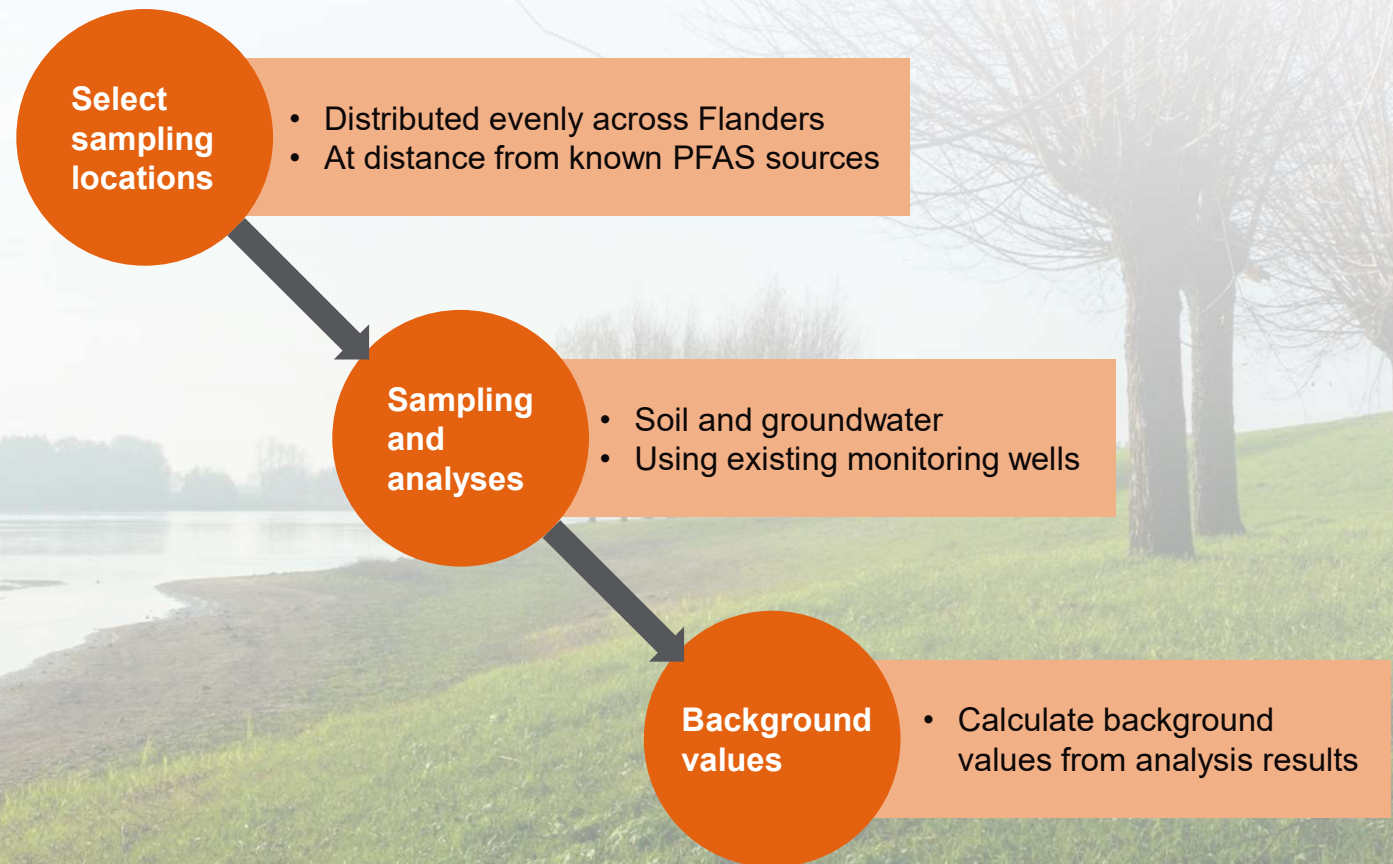 Select
sampling
locations
• Distributed evenly across Flanders
• At distance from known PFAS sources
Sampling
and
analyses
• Soil and groundwater
• Using existing monitoring wells
Background
values
• Calculate background
values from analysis results